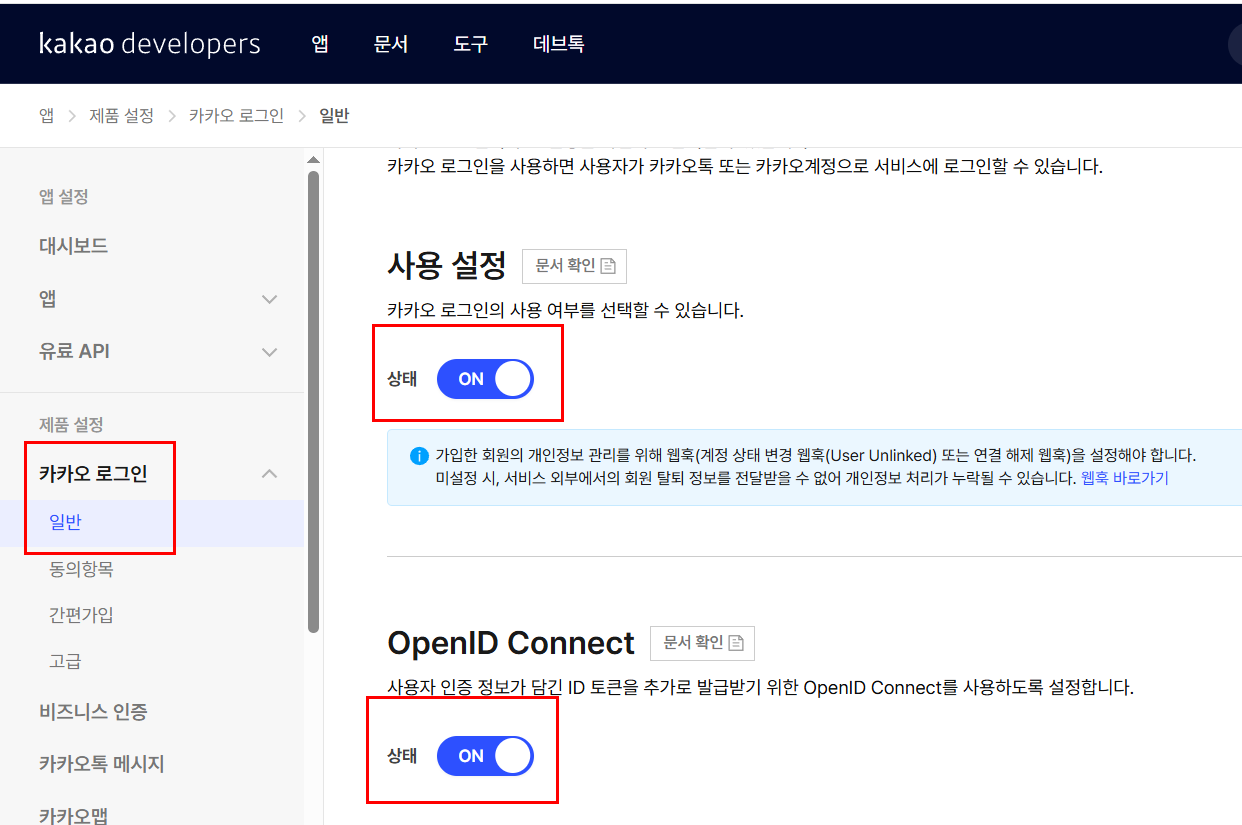 kakao developers 앱 문서 도구 데브톡
앱 > 제품 설정 > 카카오 로그인 > 일반
앱 설정
대시보드
앱
유료 API
제품 설정
카카오 로그인
일반
동의항목
간편가입
고급
비즈니스 인증
카카오톡 메시지
카카오맵
카카오 로그인을 사용하면 사용자가 카카오톡 또는 카카오계정으로 서비스에 로그인할 수 있습니다.
사용 설정 문서 확인
카카오 로그인의 사용 여부를 선택할 수 있습니다.
상태 ON
가입한 회원의 개인정보 관리를 위해 웹훅(계정 상태 변경 웹훅(User Unlinked) 또는 연결 해제 웹훅)을 설정해야 합니다.
미설정 시, 서비스 외부에서의 회원 탈퇴 정보를 전달받을 수 없어 개인정보 처리가 누락될 수 있습니다. 웹훅 바로가기
OpenID Connect 문서 확인
사용자 인증 정보가 담긴 ID 토큰을 추가로 발급받기 위한 OpenID Connect를 사용하도록 설정합니다.
상태 ON